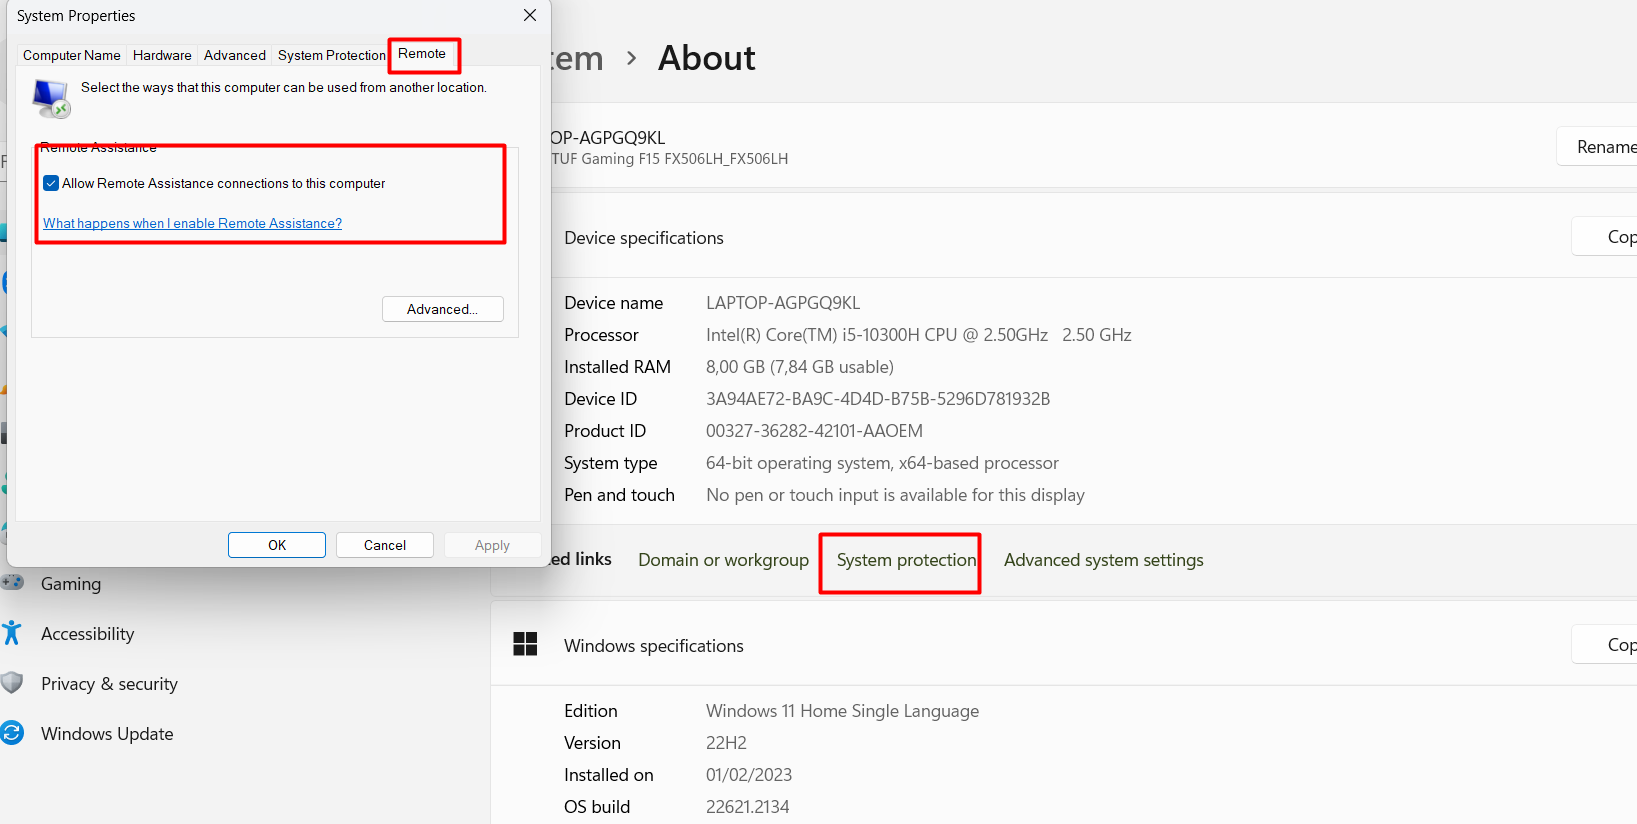 System Properties
Computer Name Hardware Advanced System Protection Remote
Select the ways that this computer can be used from another location.
Remote Assistance
Allow Remote Assistance connections to this computer
What happens when I enable Remote Assistance?
Advanced...
OK Cancel Apply
Gaming
Accessibility
Privacy & security
Windows Update
tem > About
OP-AGPGQ9KL
TUF Gaming F15 FX506LH_FX506LH
Rename
Device specifications
Cop
Device name LAPTOP-AGPGQ9KL
Processor Intel(R) Core(TM) i5-10300H CPU @ 2.50GHz 2.50 GHz
Installed RAM 8,00 GB (7,84 GB usable)
Device ID 3A94AE72-BA9C-4D4D-B75B-5296D781932B
Product ID 00327-36282-42101-AAOEM
System type 64-bit operating system, x64-based processor
Pen and touch No pen or touch input is available for this display
ed links Domain or workgroup System protection Advanced system settings
Windows specifications
Cop
Edition Windows 11 Home Single Language
Version 22H2
Installed on 01/02/2023
OS build 22621.2134